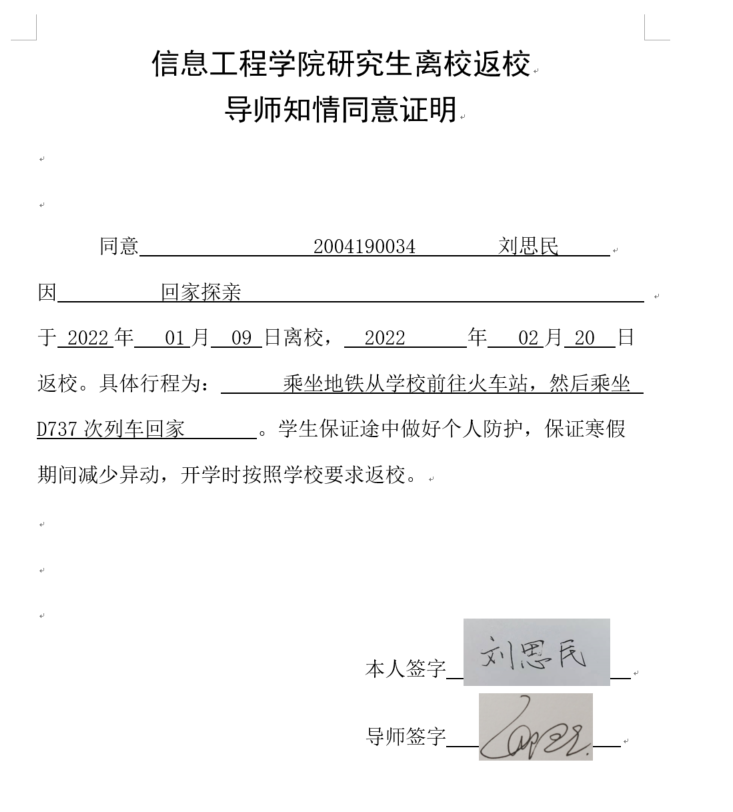 信息工程学院研究生离校返校
导师知情同意证明
同意 2004190034 刘思民
因 回家探亲
于 2022 年 01 月 09 日离校， 2022 年 02 月 20 日
返校。具体行程为： 乘坐地铁从学校前往火车站，然后乘坐
D737 次列车回家 。学生保证途中做好个人防护，保证寒假
期间减少异动，开学时按照学校要求返校。
本人签字 刘思民
导师签字